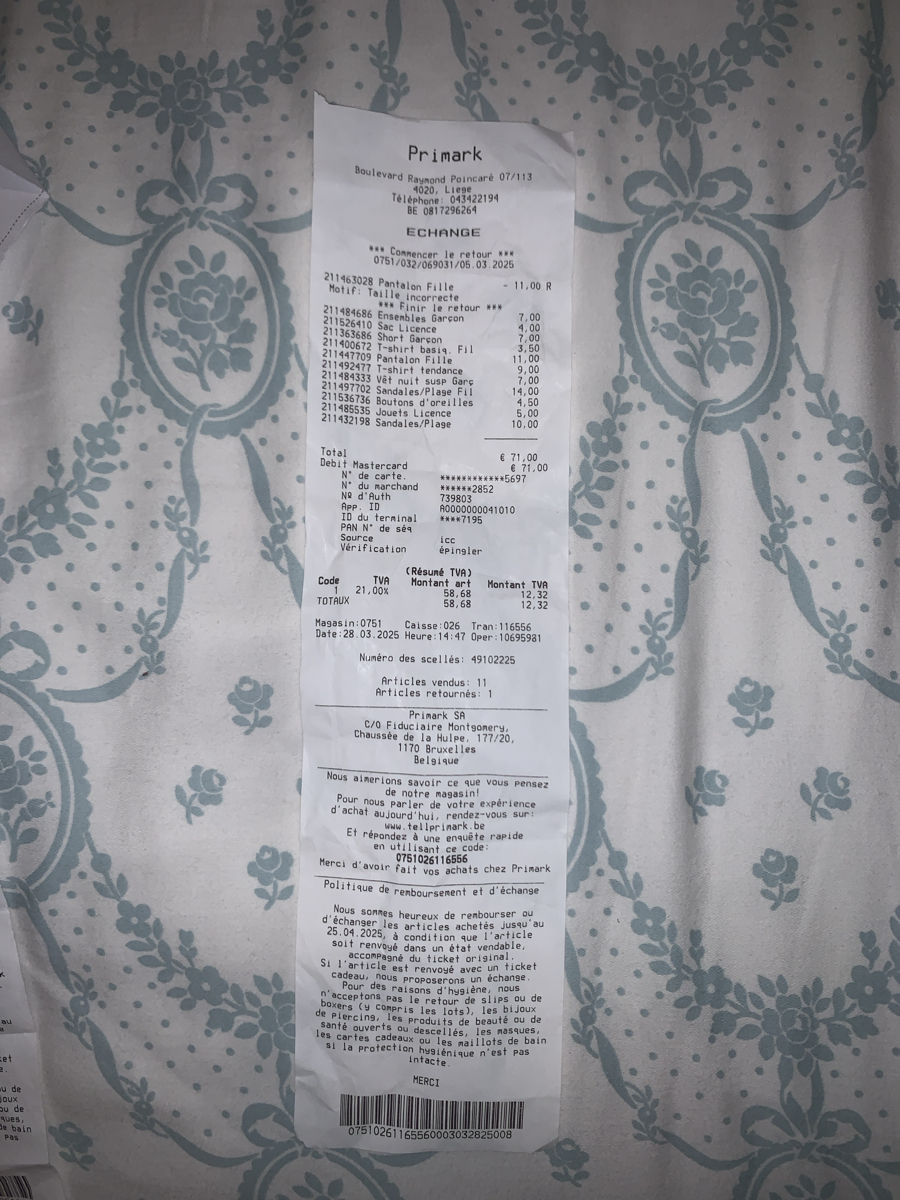 Primark
Boulevard Raymond Poincaré 07/113
4020, Liege
Téléphone: 043422194
BE 0817296264
ECHANGE
*** Commencer le retour ***
0751/032/069031/05.03.2025
211463028 Pantalon Fille - 11,00 R
Motif: Taille incorrecte
*** Finir le retour ***
211484686 Ensembles Garçon 7,00
211526410 Sac Licence 4,00
211363686 Short Garçon 7,00
211400672 T-shirt basiq. Fil 3,50
211447709 Pantalon Fille 11,00
211492477 T-shirt tendance 9,00
211484333 Vêt nuit susp Garç 7,00
211497702 Sandales/Plage Fil 14,00
211536736 Boutons d'oreilles 4,50
211485535 Jouets Licence 5,00
211432198 Sandales/Plage 10,00
Total € 71,00
Debit Mastercard € 71,00
N° de carte. ************5697
N° du marchand ******2852
Nº d'Auth 739803
App. ID A0000000041010
ID du terminal ****7195
PAN N° de séq
Source icc
Vérification épingler
(Résumé TVA)
Code TVA Montant art Montant TVA
1 21,00% 58,68 12,32
TOTAUX 58,68 12,32
Magasin:0751 Caisse:026 Tran:116556
Date:28.03.2025 Heure:14:47 Oper:10695981
Numéro des scellés: 49102225
Articles vendus: 11
Articles retournés: 1
Primark SA
C/O Fiduciaire Montgomery,
Chaussée de la Hulpe, 177/20,
1170 Bruxelles
Belgique
Nous aimerions savoir ce que vous pensez
de notre magasin!
Pour nous parler de votre expérience
d'achat aujourd'hui, rendez-vous sur:
www.tellprimark.be
Et répondez à une enquête rapide
en utilisant ce code:
0751026116556
Merci d'avoir fait vos achats chez Primark
Politique de remboursement et d'échange
Nous sommes heureux de rembourser ou
d'échanger les articles achetés jusqu'au
25.04.2025, à condition que l'article
soit renvoyé dans un état vendable,
accompagné du ticket original.
Si l'article est renvoyé avec un ticket
cadeau, nous proposerons un échange.
Pour des raisons d'hygiène, nous
n'acceptons pas le retour de slips ou de
boxers (y compris les lots), les bijoux
de piercing, les produits de beauté ou de
santé ouverts ou descellés, les masques,
les cartes cadeaux ou les maillots de bain
si la protection hygiénique n'est pas
intacte.
MERCI
07510261165560003032825008